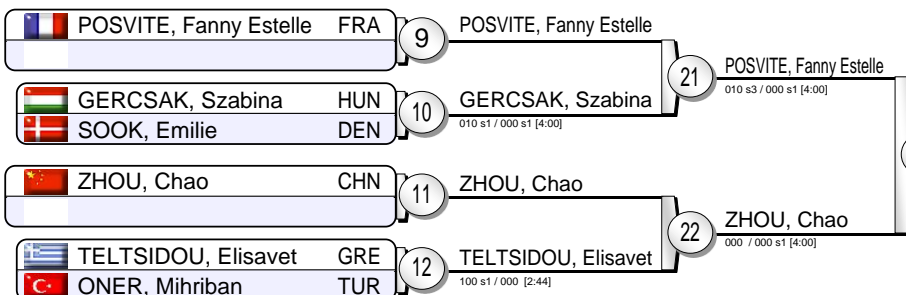 POSVITE, Fanny Estelle FRA
9
POSVITE, Fanny Estelle
21
POSVITE, Fanny Estelle
010 s3 / 000 s1 [4:00]
GERCSAK, Szabina HUN
SOOK, Emilie DEN
10
GERCSAK, Szabina
010 s1 / 000 s1 [4:00]
ZHOU, Chao CHN
11
ZHOU, Chao
22
ZHOU, Chao
000 / 000 s1 [4:00]
TELTSIDOU, Elisavet GRE
ONER, Mihriban TUR
12
TELTSIDOU, Elisavet
100 s1 / 000 [2:44]